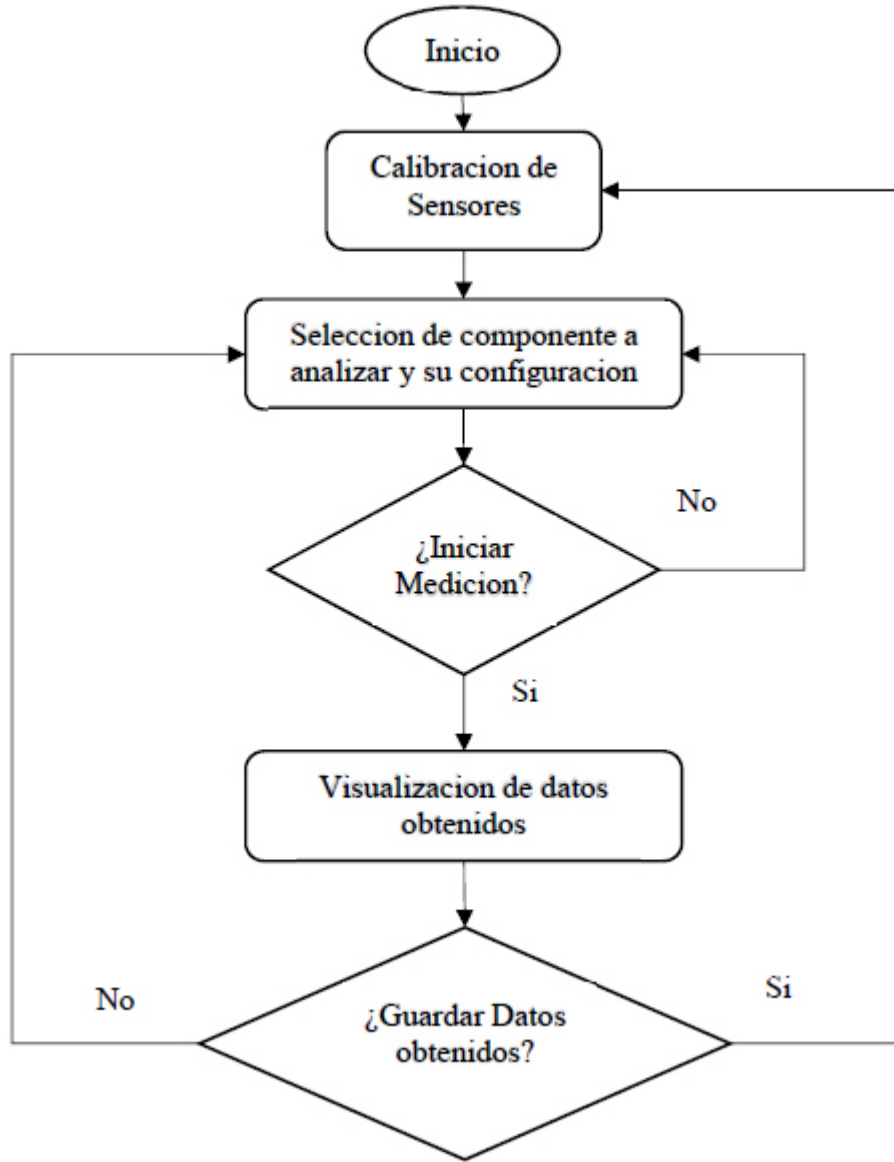 Inicio
Calibracion de
Sensores
Seleccion de componente a
analizar y su configuracion
No
¿Iniciar
Medicion?
Si
Visualizacion de datos
obtenidos
No
¿Guardar Datos
obtenidos?
Si